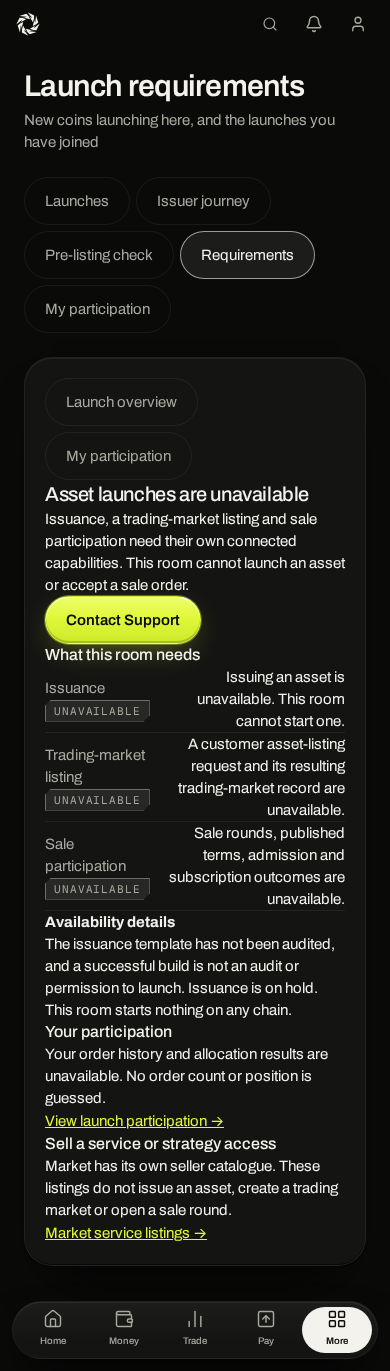 Launch requirements
New coins launching here, and the launches you
have joined
Launches
Issuer journey
Pre-listing check
Requirements
My participation
Launch overview
My participation
Asset launches are unavailable
Issuance, a trading-market listing and sale
participation need their own connected
capabilities. This room cannot launch an asset
or accept a sale order.
Contact Support
What this room needs
Issuance
UNAVAILABLE
Issuing an asset is
unavailable. This room
cannot start one.
Trading-market
listing
UNAVAILABLE
A customer asset-listing
request and its resulting
trading-market record are
unavailable.
Sale
participation
UNAVAILABLE
Sale rounds, published
terms, admission and
subscription outcomes are
unavailable.
Availability details
The issuance template has not been audited,
and a successful build is not an audit or
permission to launch. Issuance is on hold.
This room starts nothing on any chain.
Your participation
Your order history and allocation results are
unavailable. No order count or position is
guessed.
View launch participation →
Sell a service or strategy access
Market has its own seller catalogue. These
listings do not issue an asset, create a trading
market or open a sale round.
Market service listings →
Home
Money
Trade
Pay
More